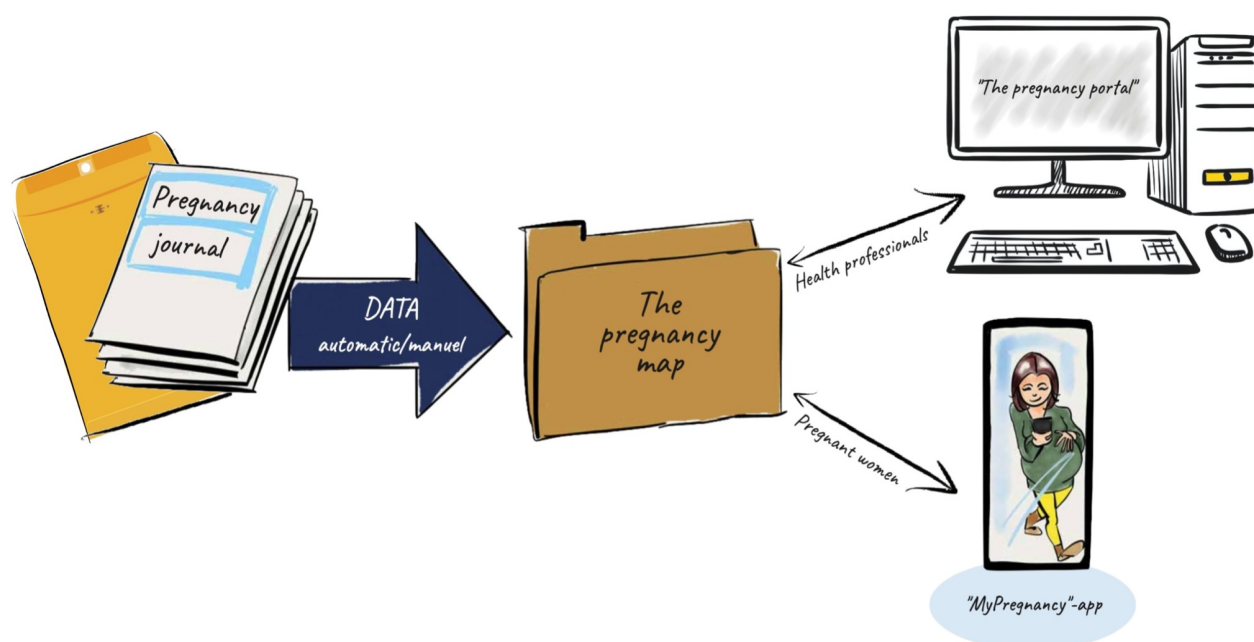 Pregnancy
journal
DATA
automatic/manuel
The
pregnancy
map
Health professionals
"The pregnancy portal"
Pregnant women
"MyPregnancy"-app